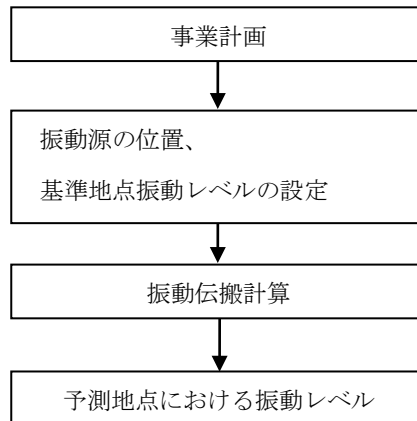 事業計画
振動源の位置、
基準地点振動レベルの設定
振動伝搬計算
予測地点における振動レベル